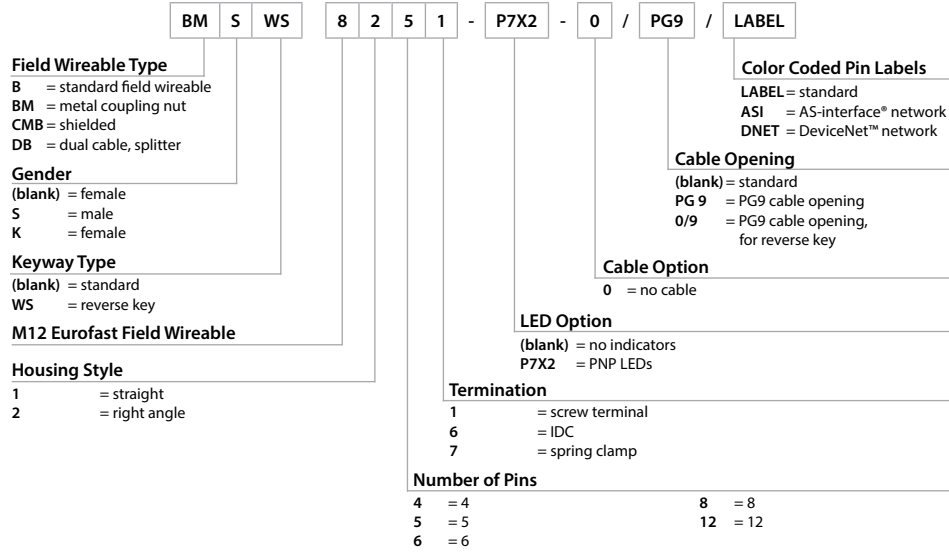 BM S WS 8 2 5 1 - P7X2 - 0 / PG9 / LABEL
Field Wireable Type
B = standard field wireable
BM = metal coupling nut
CMB = shielded
DB = dual cable, splitter
Gender
(blank) = female
S = male
K = female
Keyway Type
(blank) = standard
WS = reverse key
M12 Eurofast Field Wireable
Housing Style
1 = straight
2 = right angle
Color Coded Pin Labels
LABEL = standard
ASI = AS-interface® network
DNET = DeviceNet™ network
Cable Opening
(blank) = standard
PG 9 = PG9 cable opening
0/9 = PG9 cable opening,
for reverse key
Cable Option
0 = no cable
LED Option
(blank) = no indicators
P7X2 = PNP LEDs
Termination
1 = screw terminal
6 = IDC
7 = spring clamp
Number of Pins
4 = 4 8 = 8
5 = 5 12 = 12
6 = 6